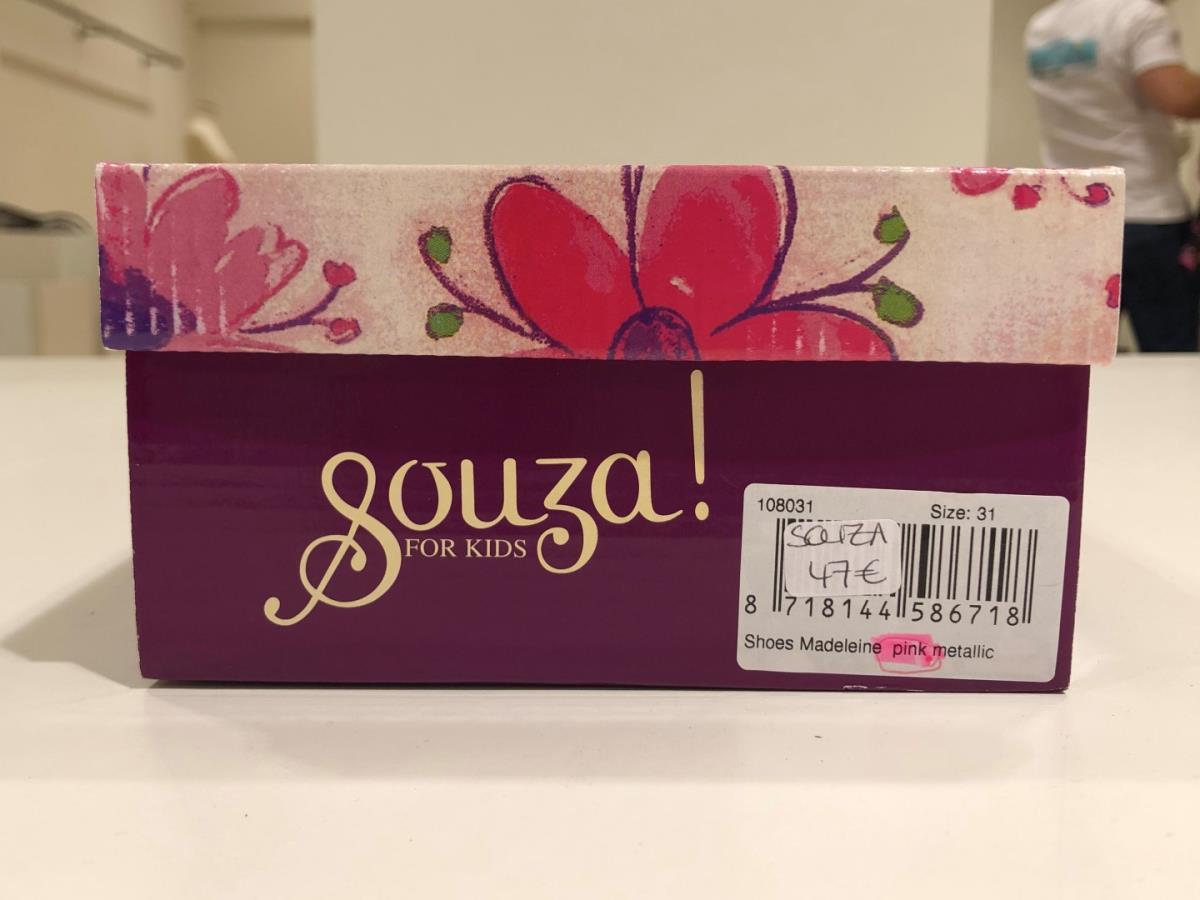 Souza!
FOR KIDS
108031 Size: 31
SOUZA
47€
8 718144 586718
Shoes Madeleine pink metallic